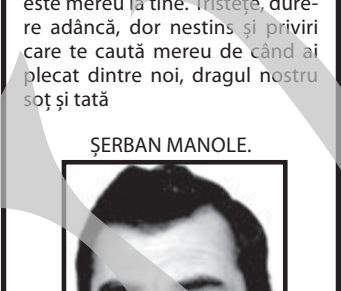 este mereu la tine. Tristețe, dure-
re adâncă, dor nestins și priviri
care te caută mereu de când ai
plecat dintre noi, dragul nostru
soț și tată
ȘERBAN MANOLE.